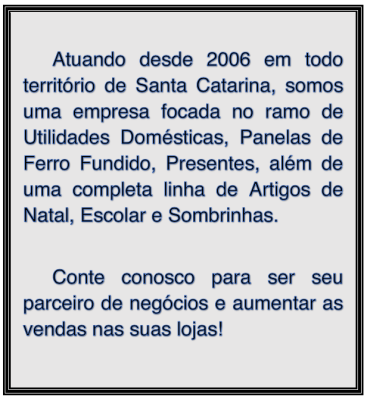 Atuando desde 2006 em todo
território de Santa Catarina, somos
uma empresa focada no ramo de
Utilidades Domésticas, Panelas de
Ferro Fundido, Presentes, além de
uma completa linha de Artigos de
Natal, Escolar e Sombrinhas.
Conte conosco para ser seu
parceiro de negócios e aumentar as
vendas nas suas lojas!